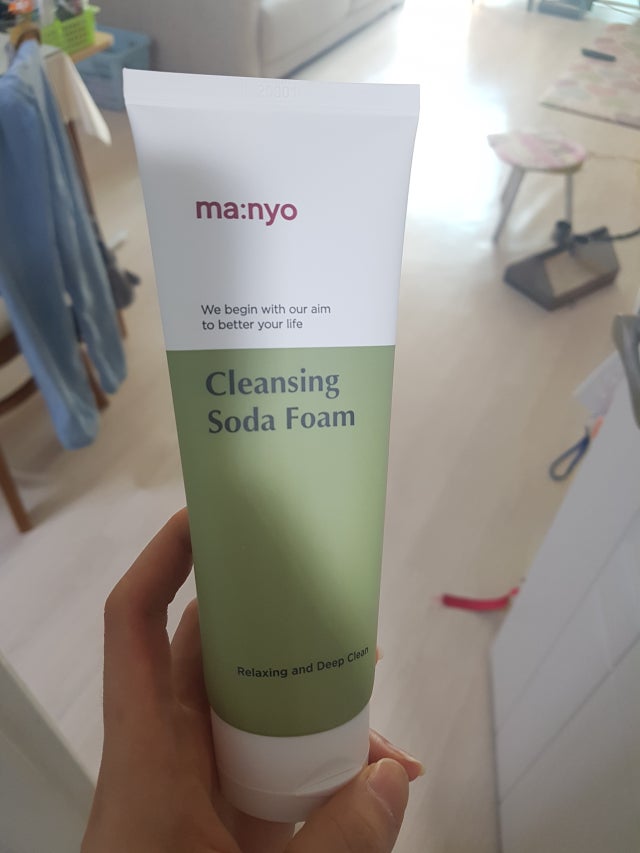 ma:nyo
We begin with our aim
to better your life
Cleansing
Soda Foam
Relaxing and Deep Clean